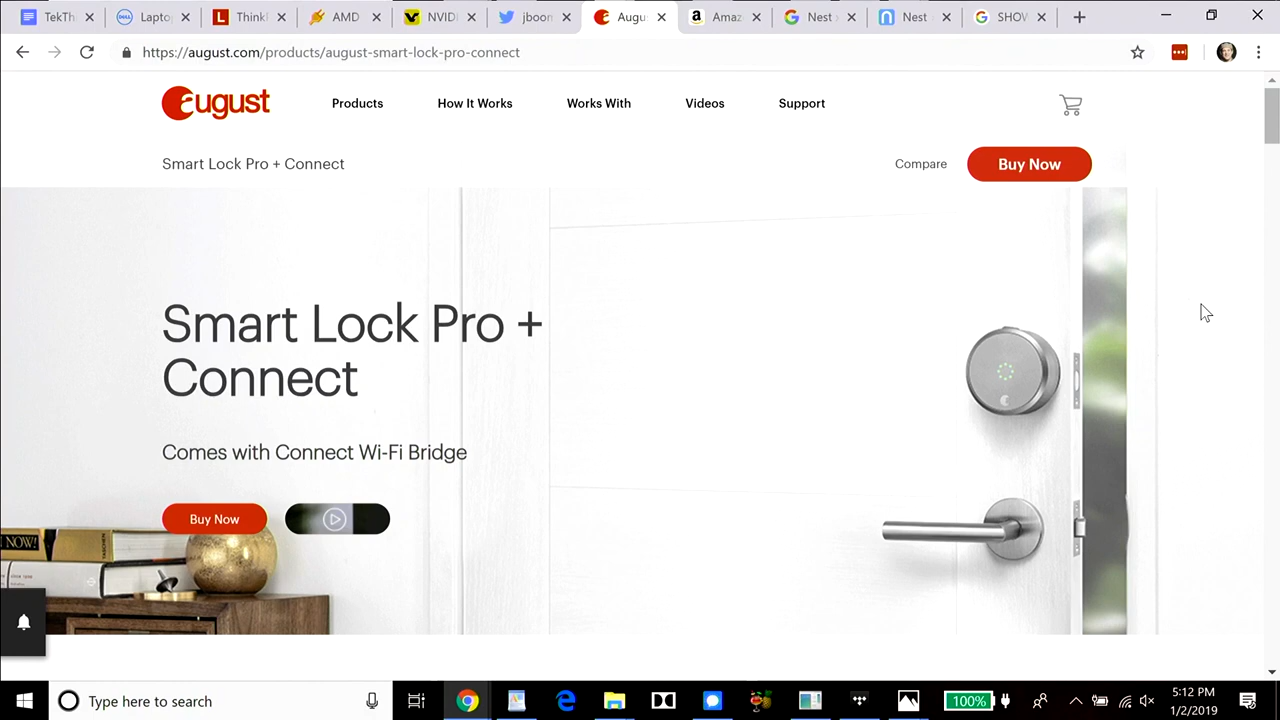 TekTh
Lapto
Think
AMD
NVIDI
jboor
Augu
Amaz
Nest
Nest
SHOV
https://august.com/products/august-smart-lock-pro-connect
august
Products
How It Works
Works With
Videos
Support
Smart Lock Pro + Connect
Compare
Buy Now
Smart Lock Pro +
Connect
Comes with Connect Wi-Fi Bridge
Buy Now
NOW!
Type here to search
100%
5:12 PM
1/2/2019